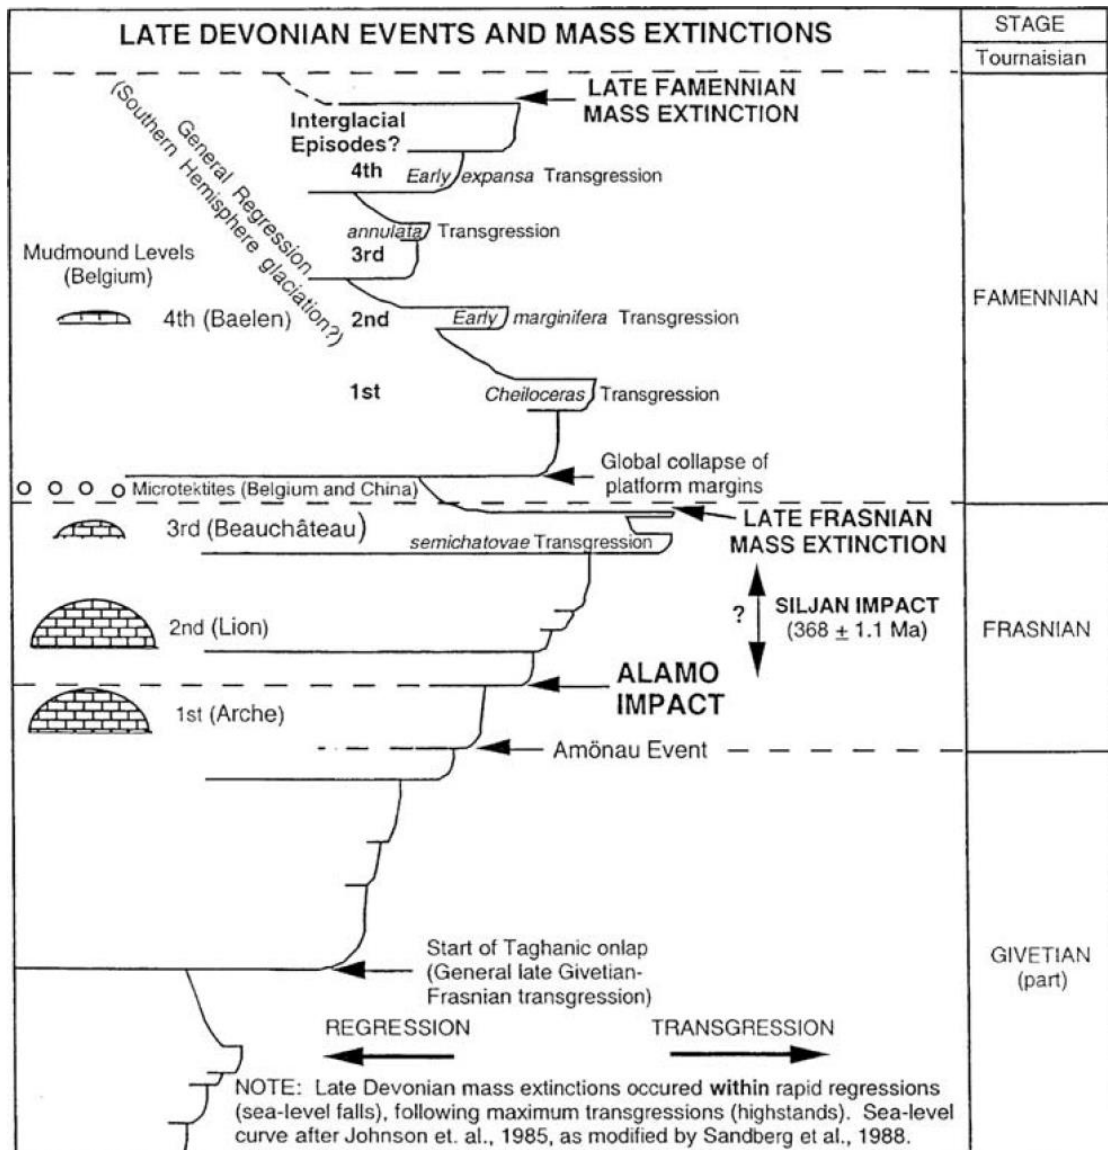 LATE DEVONIAN EVENTS AND MASS EXTINCTIONS
STAGE
Tournaisian
LATE FAMENNIAN
MASS EXTINCTION
Interglacial
Episodes?
General Regression
(Southern Hemisphere glaciation?)
4th
Early expansa Transgression
annulata Transgression
3rd
Mudmound Levels
(Belgium)
4th (Baelen)
2nd
Early marginifera Transgression
FAMENNIAN
1st
Cheiloceras Transgression
Global collapse of
platform margins
Microtektites (Belgium and China)
3rd (Beauchâteau)
semichatovae Transgression
LATE FRASNIAN
MASS EXTINCTION
?
SILJAN IMPACT
(368 ± 1.1 Ma)
2nd (Lion)
FRASNIAN
ALAMO
IMPACT
1st (Arche)
Amönau Event
Start of Taghanic onlap
(General late Givetian-
Frasnian transgression)
GIVETIAN
(part)
REGRESSION
TRANSGRESSION
NOTE: Late Devonian mass extinctions occured within rapid regressions
(sea-level falls), following maximum transgressions (highstands). Sea-level
curve after Johnson et. al., 1985, as modified by Sandberg et al., 1988.